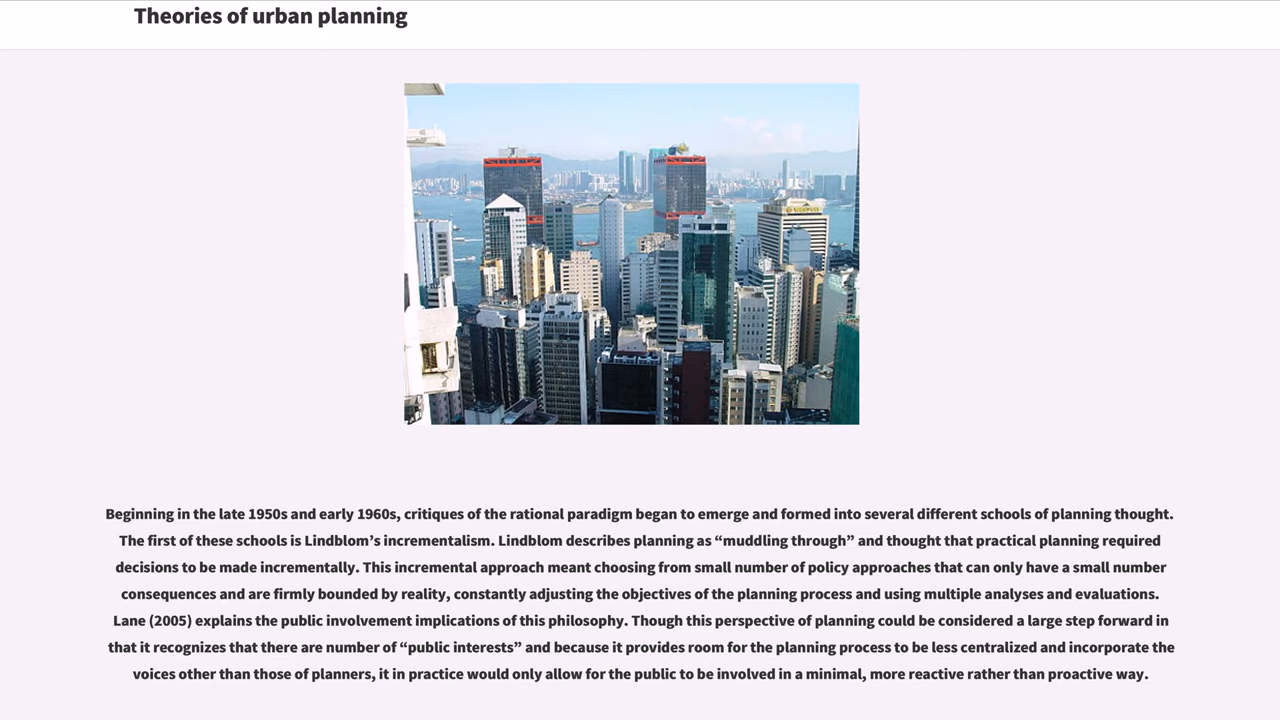 Theories of urban planning
Beginning in the late 1950s and early 1960s, critiques of the rational paradigm began to emerge and formed into several different schools of planning thought.
The first of these schools is Lindblom’s incrementalism. Lindblom describes planning as “muddling through” and thought that practical planning required
decisions to be made incrementally. This incremental approach meant choosing from small number of policy approaches that can only have a small number
consequences and are firmly bounded by reality, constantly adjusting the objectives of the planning process and using multiple analyses and evaluations.
Lane (2005) explains the public involvement implications of this philosophy. Though this perspective of planning could be considered a large step forward in
that it recognizes that there are number of “public interests” and because it provides room for the planning process to be less centralized and incorporate the
voices other than those of planners, it in practice would only allow for the public to be involved in a minimal, more reactive rather than proactive way.